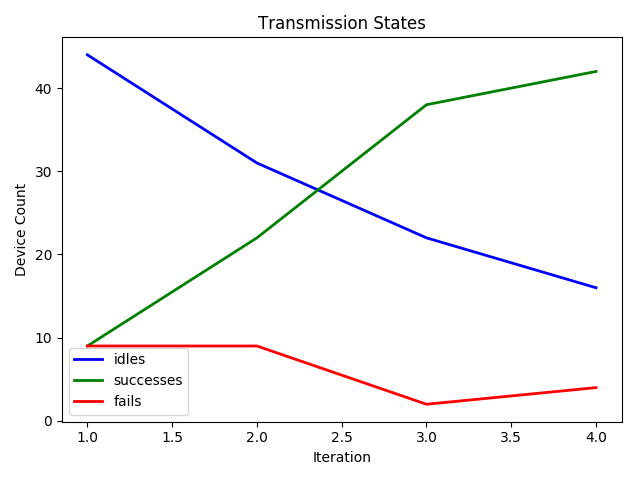 Transmission States
Device Count
40
30
20
10
0
idles
successes
fails
1.0 1.5 2.0 2.5 3.0 3.5 4.0
Iteration